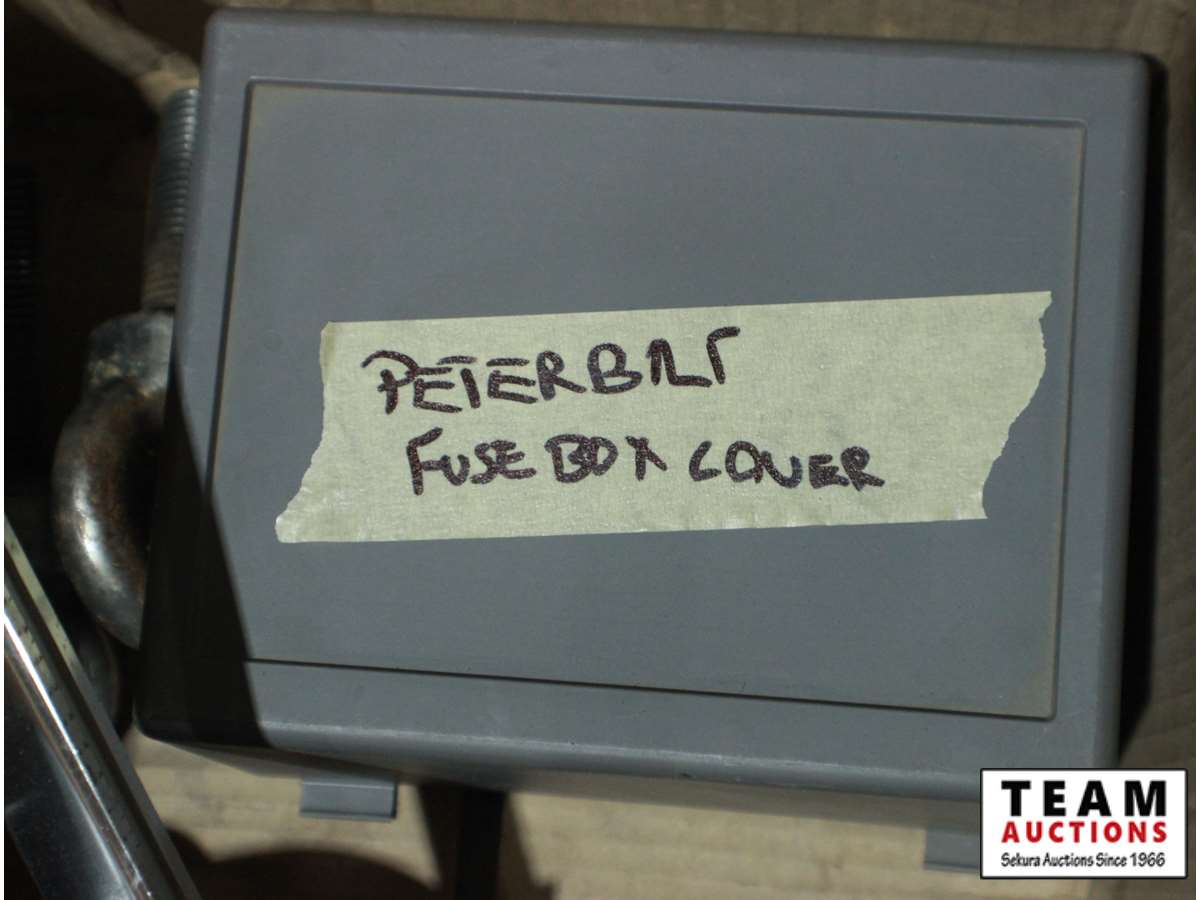 PETERBILT
FUSE BOX COVER
TEAM
AUCTIONS
Sekura Auctions Since 1966